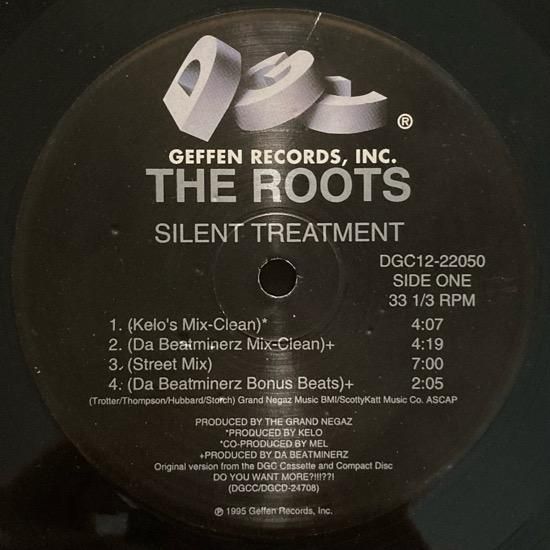 DGC®
GEFFEN RECORDS, INC.
THE ROOTS
SILENT TREATMENT
DGC12-22050
SIDE ONE
33 1/3 RPM
1. (Kelo's Mix-Clean)* 4:07
2. (Da Beatminerz Mix-Clean)+ 4:19
3. (Street Mix) 7:00
4. (Da Beatminerz Bonus Beats)+ 2:05
(Trotter/Thompson/Hubbard/Storch) Grand Negaz Music BMI/ScottyKatt Music Co. ASCAP
PRODUCED BY THE GRAND NEGAZ
*PRODUCED BY KELO
*CO-PRODUCED BY MEL
+PRODUCED BY DA BEATMINERZ
Original version from the DGC Cassette and Compact Disc
DO YOU WANT MORE?!!!??!
(DGCC/DGCD-24708)
℗ 1995 Geffen Records, Inc.